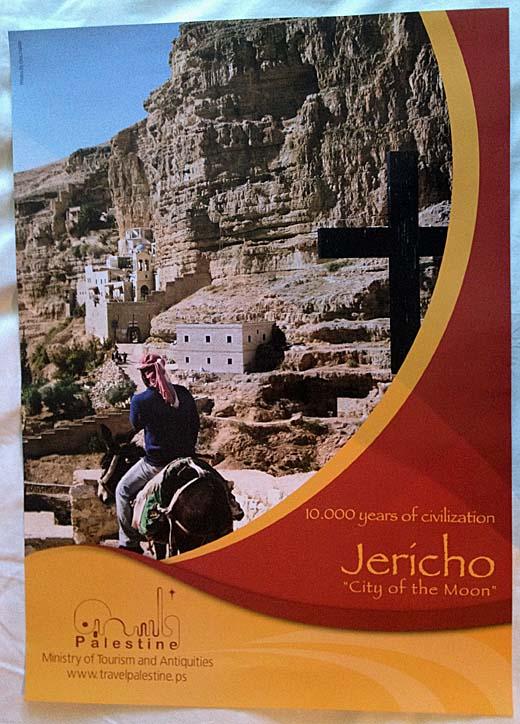 10.000 years of civilization
Jericho
"City of the Moon"
فلسطين
Palestine
Ministry of Tourism and Antiquities
www.travelpalestine.ps